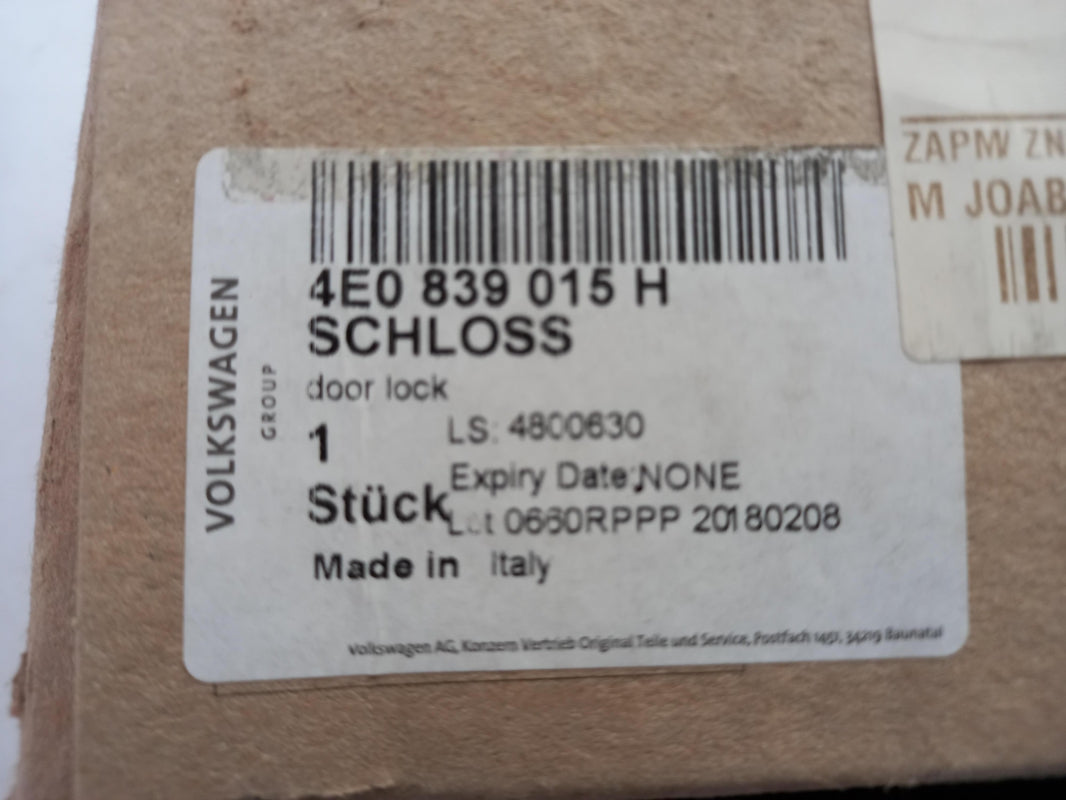 VOLKSWAGEN
GROUP
4E0 839 015 H
SCHLOSS
door lock
1
LS: 4800630
Expiry Date:NONE
Stück
Lot 0660RPPP 20180208
Made in Italy
Volkswagen AG, Konzern Vertrieb Original Teile und Service, Postfach 1451, 34219 Baunatal
ZAPM ZN
M JOAB